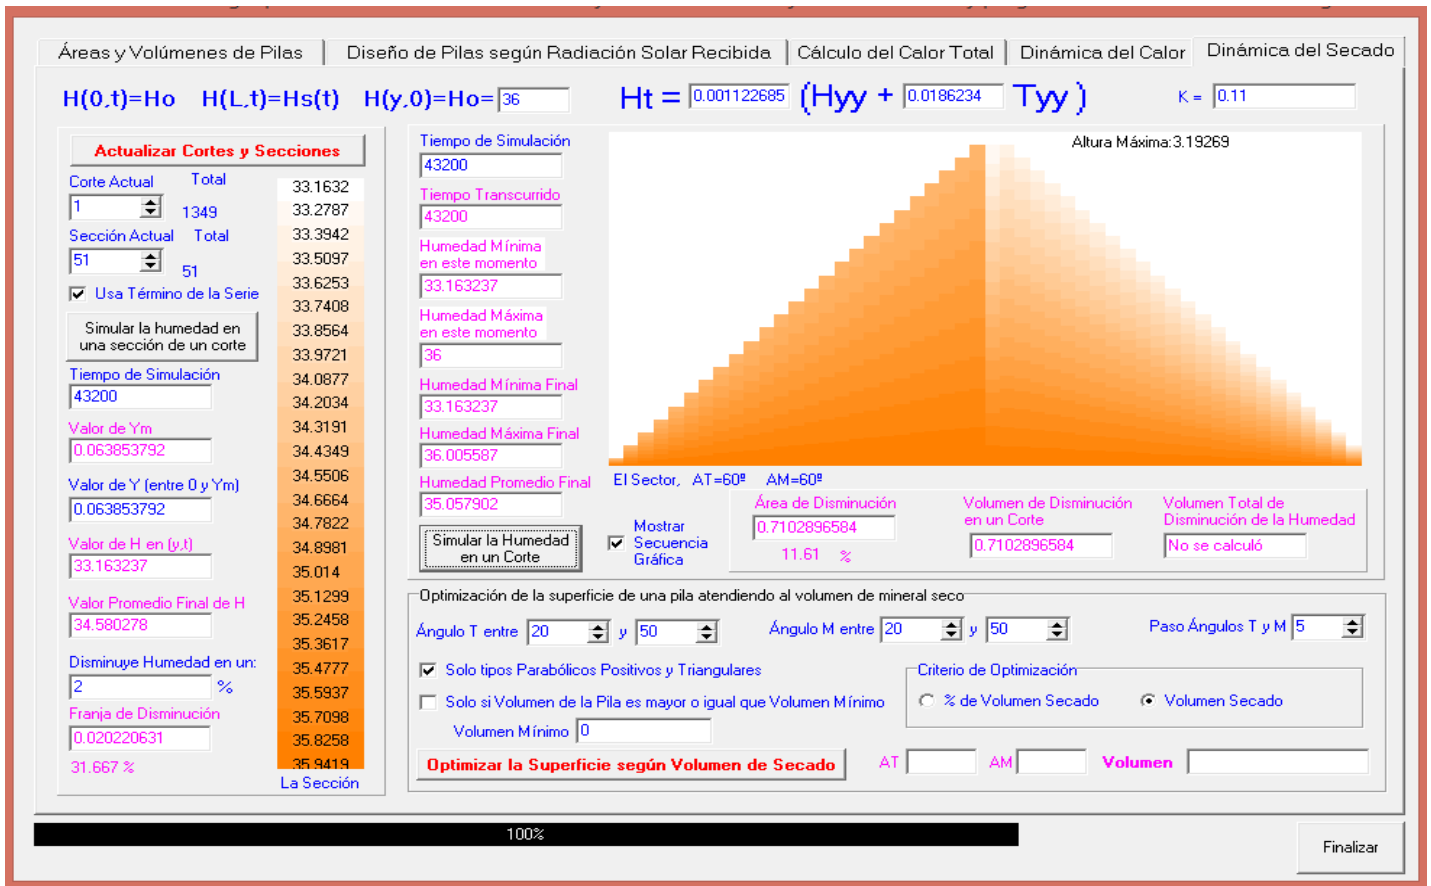 Áreas y Volúmenes de Pilas
Diseño de Pilas según Radiación Solar Recibida
Cálculo del Calor Total
Dinámica del Calor
Dinámica del Secado
H(0,t)=Ho H(L,t)=Hs(t) H(y,0)=Ho= 36
Ht = 0.001122685 (Hyy + 0.0186234 Tyy )
K = 0.11
Actualizar Cortes y Secciones
Corte Actual Total
1 1349
Sección Actual Total
51 51
Usa Término de la Serie
Simular la humedad en
una sección de un corte
Tiempo de Simulación
43200
Valor de Ym
0.063853792
Valor de Y (entre 0 y Ym)
0.063853792
Valor de H en (y,t)
33.163237
Valor Promedio Final de H
34.580278
Disminuye Humedad en un:
2 %
Franja de Disminución
0.020220631
31.667 %
33.1632
33.2787
33.3942
33.5097
33.6253
33.7408
33.8564
33.9721
34.0877
34.2034
34.3191
34.4349
34.5506
34.6664
34.7822
34.8981
35.014
35.1299
35.2458
35.3617
35.4777
35.5937
35.7098
35.8258
35.9419
La Sección
Tiempo de Simulación
43200
Tiempo Transcurrido
43200
Humedad Mínima
en este momento
33.163237
Humedad Máxima
en este momento
36
Humedad Mínima Final
33.163237
Humedad Máxima Final
36.005587
Humedad Promedio Final
35.057902
Simular la Humedad
en un Corte
Altura Máxima:3.19269
El Sector, AT=60º AM=60º
Mostrar
Secuencia
Gráfica
Área de Disminución
0.7102896584
11.61 %
Volumen de Disminución
en un Corte
0.7102896584
Volumen Total de
Disminución de la Humedad
No se calculó
Optimización de la superficie de una pila atendiendo al volumen de mineral seco
Ángulo T entre 20 y 50
Ángulo M entre 20 y 50
Paso Ángulos T y M 5
Solo tipos Parabólicos Positivos y Triangulares
Solo si Volumen de la Pila es mayor o igual que Volumen Mínimo
Volumen Mínimo 0
Criterio de Optimización
% de Volumen Secado
Volumen Secado
Optimizar la Superficie según Volumen de Secado
AT
AM
Volumen
100%
Finalizar